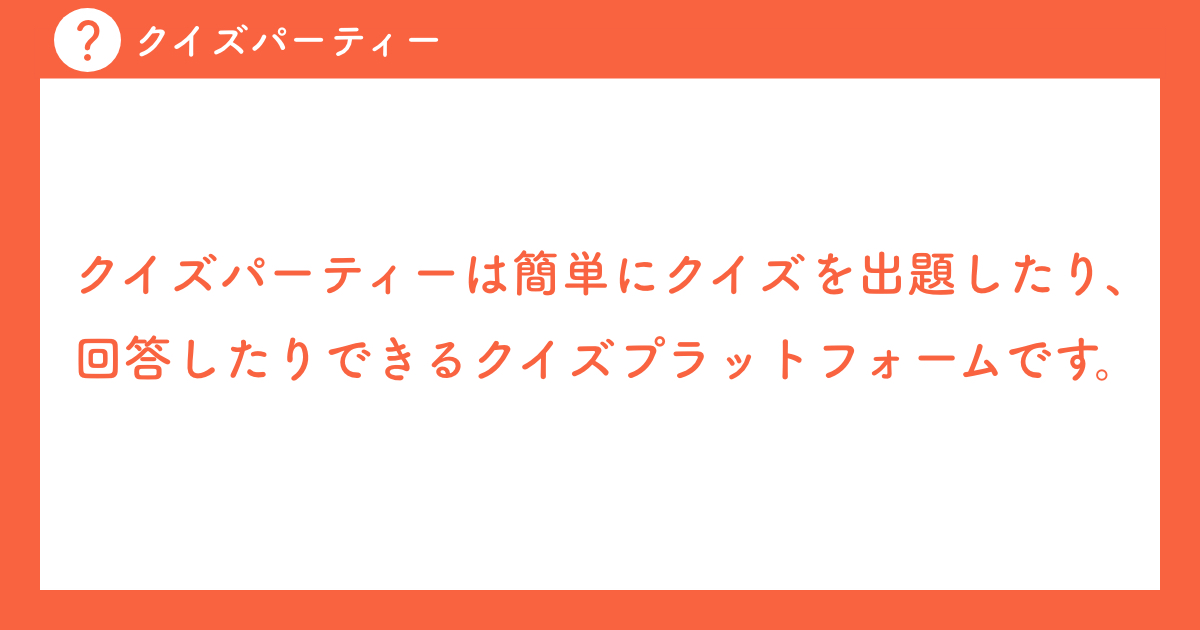 ? クイズパーティー
クイズパーティーは簡単にクイズを出題したり、
回答したりできるクイズプラットフォームです。